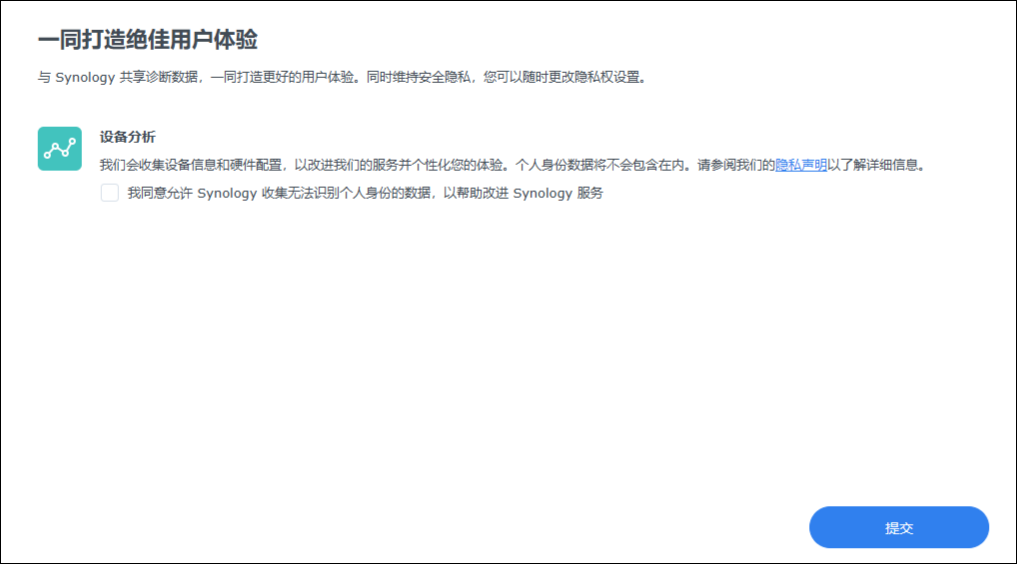 一同打造绝佳用户体验
与 Synology 共享诊断数据，一同打造更好的用户体验。同时维持安全隐私，您可以随时更改隐私权设置。
设备分析
我们会收集设备信息和硬件配置，以改进我们的服务并个性化您的体验。个人身份数据将不会包含在内。请参阅我们的隐私声明以了解详细信息。
我同意允许 Synology 收集无法识别个人身份的数据，以帮助改进 Synology 服务
提交